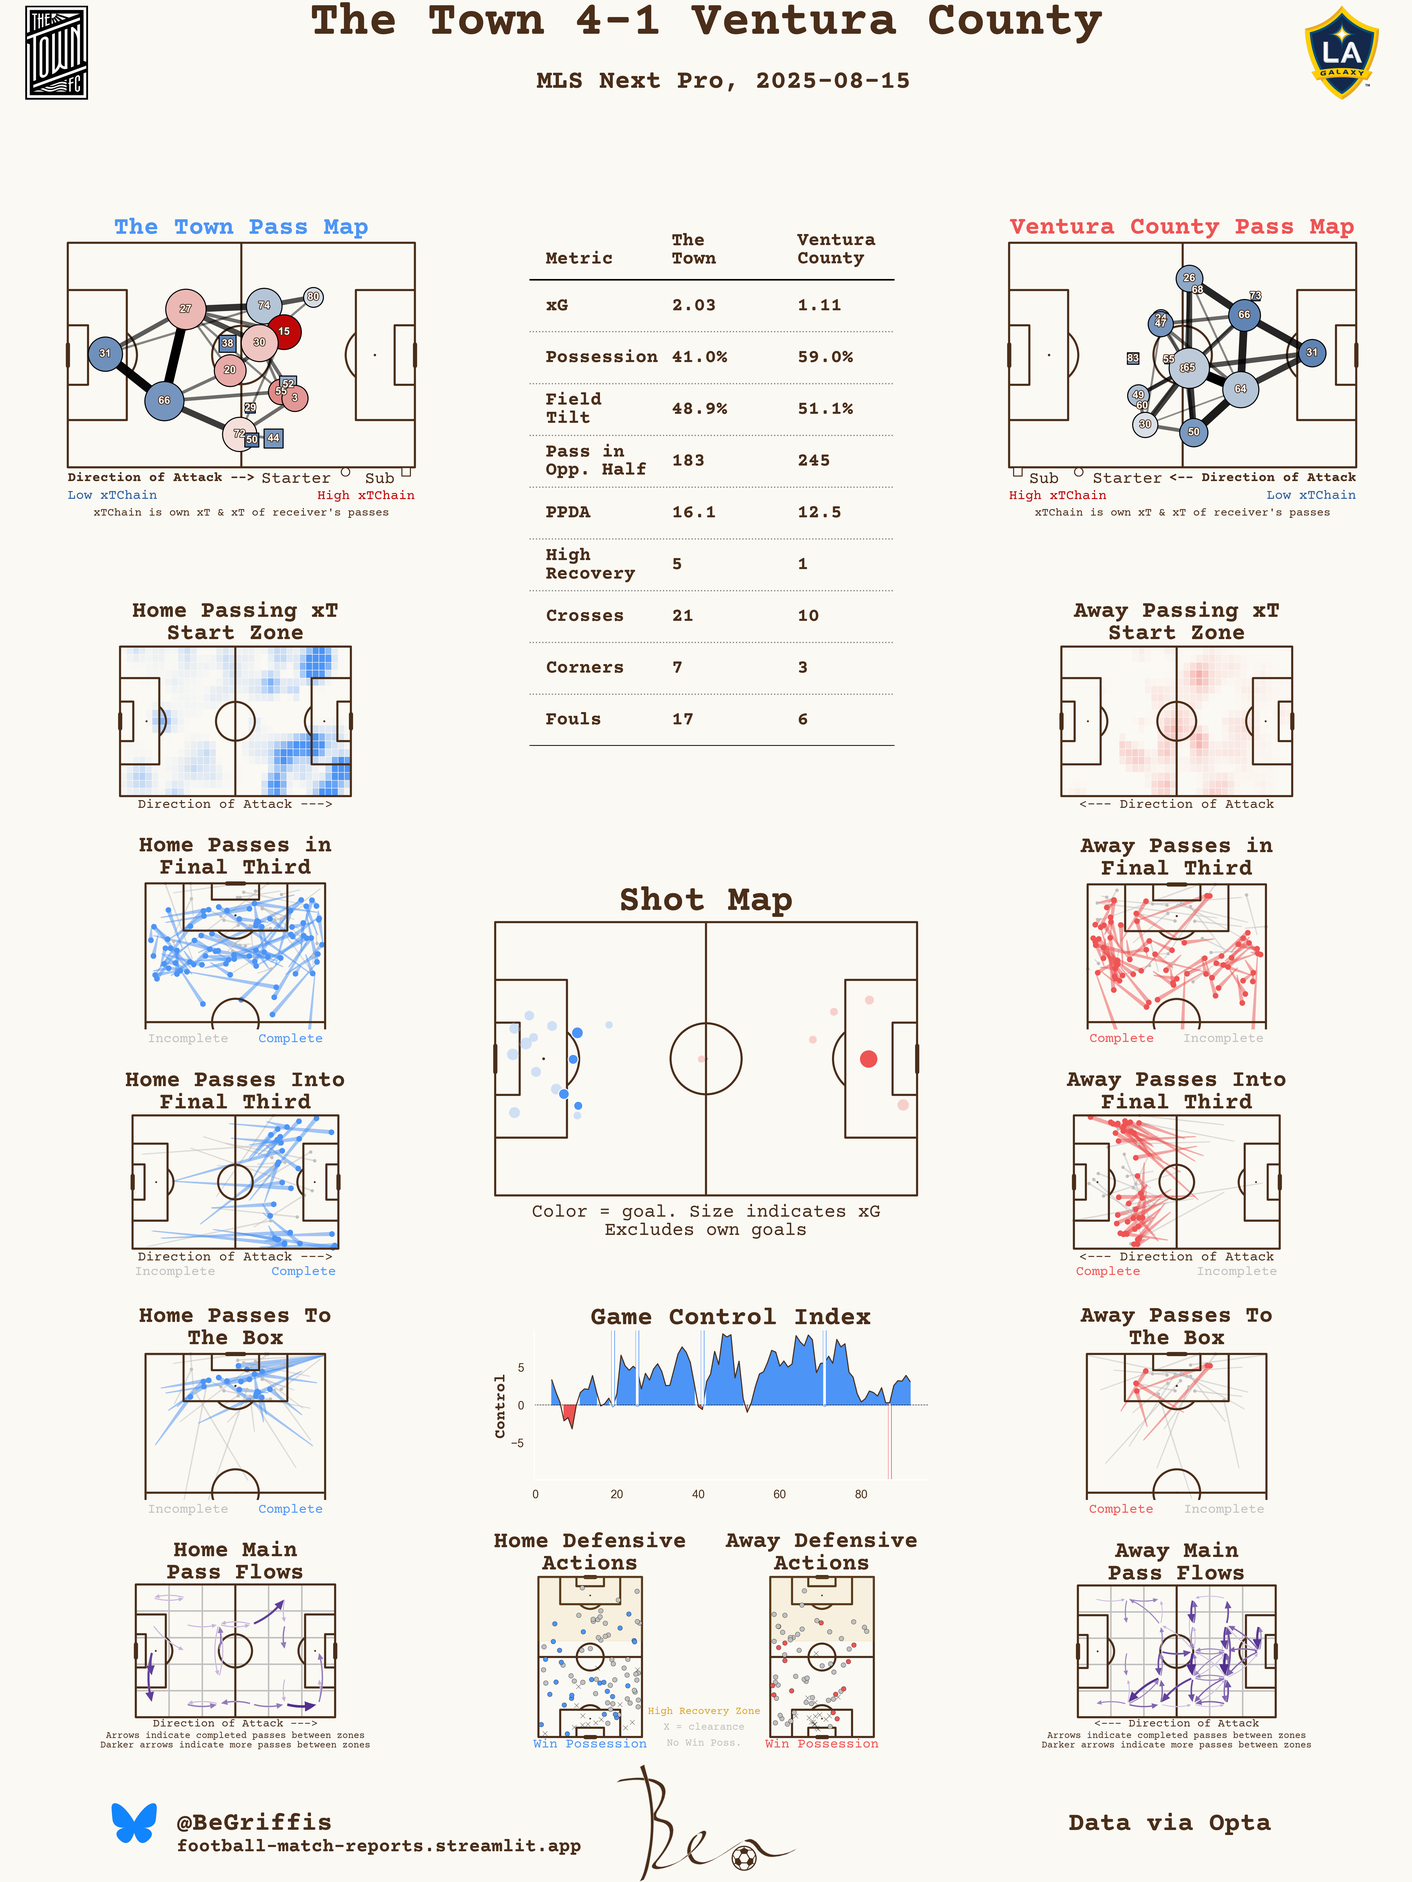 The Town 4-1 Ventura County
MLS Next Pro, 2025-08-15
THE TOWN FC
LA GALAXY
The Town Pass Map
27 74 80 15 38 30 31 20 52 55 3 66 29 72 50 44
Direction of Attack --> Starter Sub
Low xTChain High xTChain
xTChain is own xT & xT of receiver's passes
Metric The Town Ventura County
xG 2.03 1.11
Possession 41.0% 59.0%
Field Tilt 48.9% 51.1%
Pass in Opp. Half 183 245
PPDA 16.1 12.5
High Recovery 5 1
Crosses 21 10
Corners 7 3
Fouls 17 6
Ventura County Pass Map
26 68 73 66 47 31 83 55 65 64 49 60 30 50
Sub Starter <-- Direction of Attack
High xTChain Low xTChain
xTChain is own xT & xT of receiver's passes
Home Passing xT
Start Zone
Direction of Attack --->
Away Passing xT
Start Zone
<--- Direction of Attack
Home Passes in
Final Third
Incomplete Complete
Away Passes in
Final Third
Complete Incomplete
Shot Map
Color = goal. Size indicates xG
Excludes own goals
Home Passes Into
Final Third
Direction of Attack --->
Incomplete Complete
Away Passes Into
Final Third
<--- Direction of Attack
Complete Incomplete
Home Passes To
The Box
Incomplete Complete
Game Control Index
Control
5
0
-5
0 20 40 60 80
Away Passes To
The Box
Complete Incomplete
Home Main
Pass Flows
Direction of Attack --->
Arrows indicate completed passes between zones
Darker arrows indicate more passes between zones
Home Defensive
Actions
Win Possession
High Recovery Zone
X = clearance
No Win Poss.
Away Defensive
Actions
Win Possession
Away Main
Pass Flows
<--- Direction of Attack
Arrows indicate completed passes between zones
Darker arrows indicate more passes between zones
@BeGriffis
football-match-reports.streamlit.app
Ben
Data via Opta